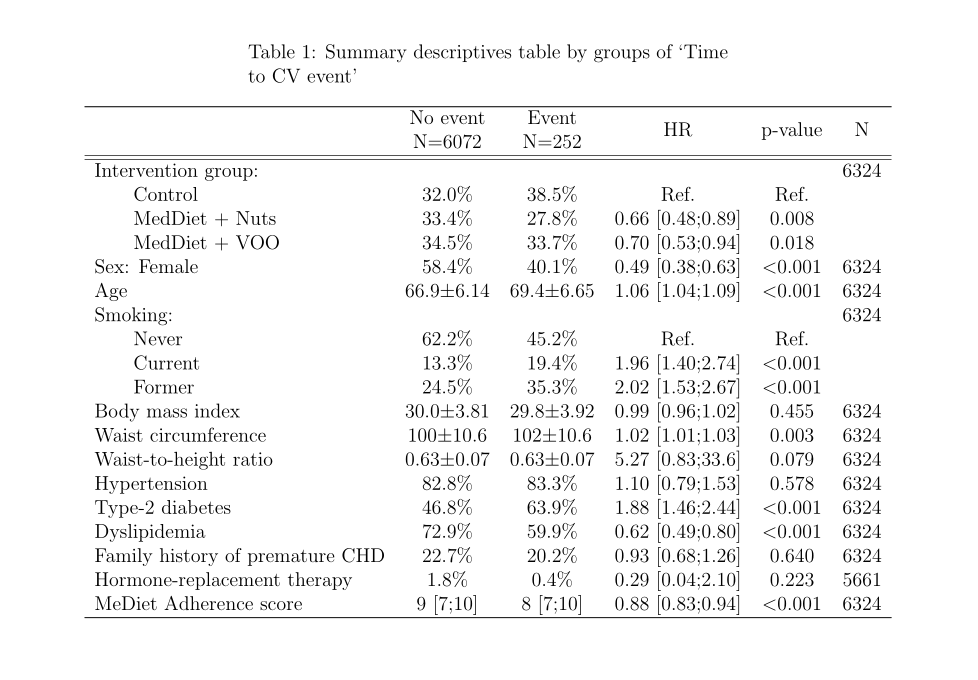 Table 1: Summary descriptives table by groups of ‘Time
to CV event’
No event Event HR p-value N
N=6072 N=252
Intervention group: 6324
Control 32.0% 38.5% Ref. Ref.
MedDiet + Nuts 33.4% 27.8% 0.66 [0.48;0.89] 0.008
MedDiet + VOO 34.5% 33.7% 0.70 [0.53;0.94] 0.018
Sex: Female 58.4% 40.1% 0.49 [0.38;0.63] <0.001 6324
Age 66.9±6.14 69.4±6.65 1.06 [1.04;1.09] <0.001 6324
Smoking: 6324
Never 62.2% 45.2% Ref. Ref.
Current 13.3% 19.4% 1.96 [1.40;2.74] <0.001
Former 24.5% 35.3% 2.02 [1.53;2.67] <0.001
Body mass index 30.0±3.81 29.8±3.92 0.99 [0.96;1.02] 0.455 6324
Waist circumference 100±10.6 102±10.6 1.02 [1.01;1.03] 0.003 6324
Waist-to-height ratio 0.63±0.07 0.63±0.07 5.27 [0.83;33.6] 0.079 6324
Hypertension 82.8% 83.3% 1.10 [0.79;1.53] 0.578 6324
Type-2 diabetes 46.8% 63.9% 1.88 [1.46;2.44] <0.001 6324
Dyslipidemia 72.9% 59.9% 0.62 [0.49;0.80] <0.001 6324
Family history of premature CHD 22.7% 20.2% 0.93 [0.68;1.26] 0.640 6324
Hormone-replacement therapy 1.8% 0.4% 0.29 [0.04;2.10] 0.223 5661
MeDiet Adherence score 9 [7;10] 8 [7;10] 0.88 [0.83;0.94] <0.001 6324